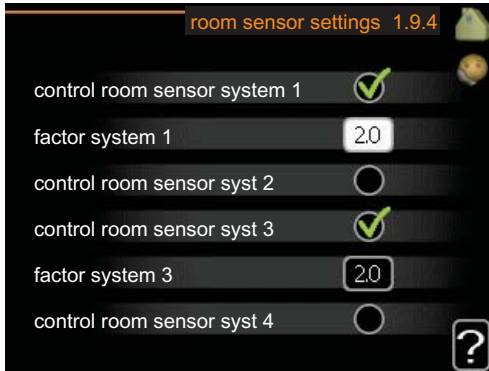 room sensor settings 1.9.4
control room sensor system 1
factor system 1 2.0
control room sensor syst 2
control room sensor syst 3
factor system 3 2.0
control room sensor syst 4
?